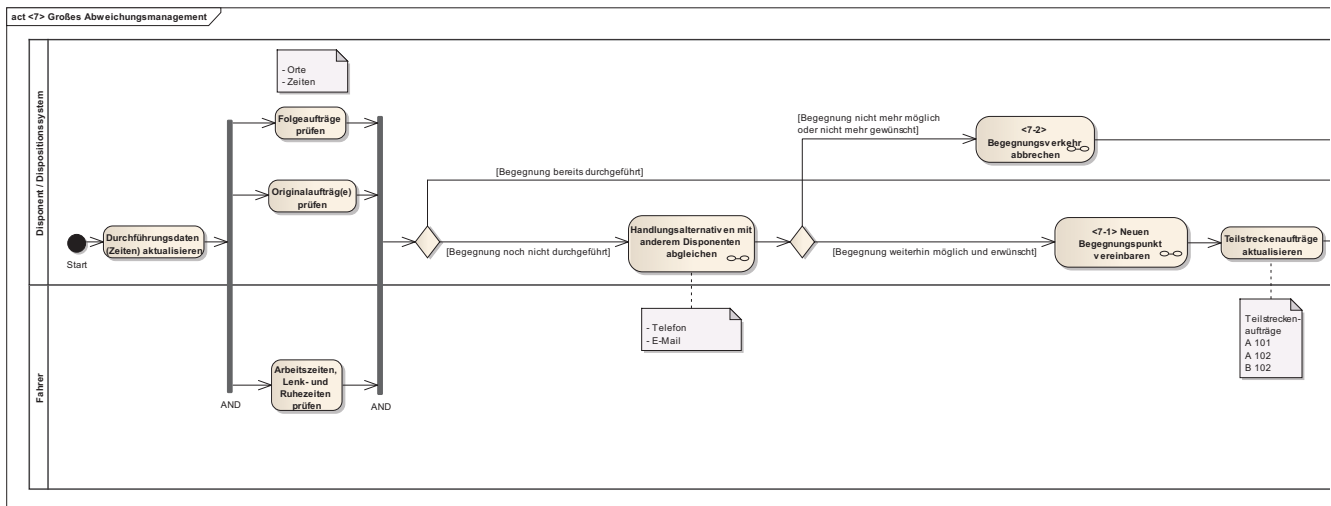 act <7> Großes Abweichungsmanagement
Disponent / Dispositionssystem
- Orte
- Zeiten
Folgeaufträge
prüfen
Originalaufträg(e)
prüfen
Start
Durchführungsdaten
(Zeiten) aktualisieren
[Begegnung bereits durchgeführt]
[Begegnung noch nicht durchgeführt]
Handlungsalternativen mit
anderem Disponenten
abgleichen
[Begegnung nicht mehr möglich
oder nicht mehr gewünscht]
<7-2>
Begegnungsverkehr
abbrechen
[Begegnung weiterhin möglich und erwünscht]
<7-1> Neuen
Begegnungspunkt
vereinbaren
Teilstreckenaufträge
aktualisieren
Fahrer
Arbeitszeiten,
Lenk- und
Ruhezeiten
prüfen
AND
AND
- Telefon
- E-Mail
Teilstrecken-
aufträge
A 101
A 102
B 102